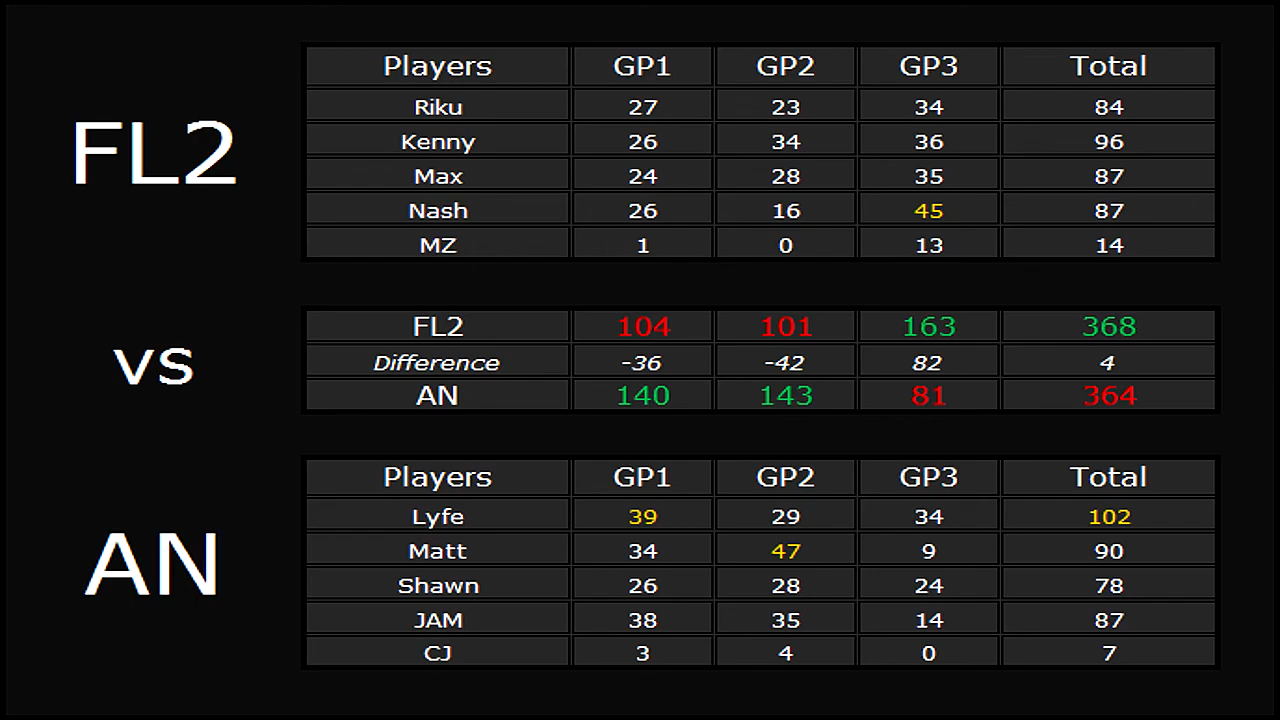 FL2
Players GP1 GP2 GP3 Total
Riku 27 23 34 84
Kenny 26 34 36 96
Max 24 28 35 87
Nash 26 16 45 87
MZ 1 0 13 14
vs
FL2 104 101 163 368
Difference -36 -42 82 4
AN 140 143 81 364
AN
Players GP1 GP2 GP3 Total
Lyfe 39 29 34 102
Matt 34 47 9 90
Shawn 26 28 24 78
JAM 38 35 14 87
CJ 3 4 0 7